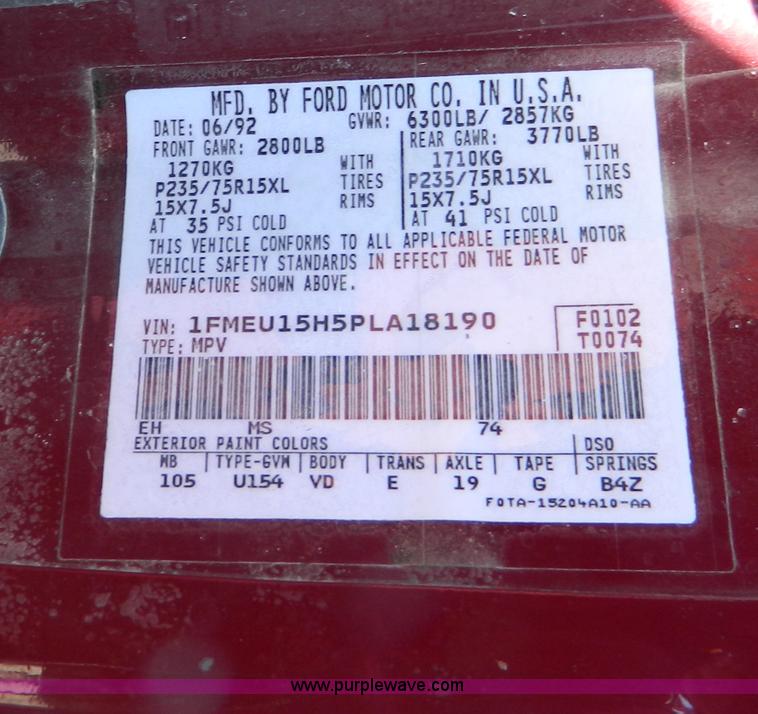 MFD. BY FORD MOTOR CO. IN U.S.A.
DATE: 06/92 GVWR: 6300LB/ 2857KG
FRONT GAWR: 2800LB REAR GAWR: 3770LB
1270KG WITH 1710KG WITH
P235/75R15XL TIRES P235/75R15XL TIRES
15X7.5J RIMS 15X7.5J RIMS
AT 35 PSI COLD AT 41 PSI COLD
THIS VEHICLE CONFORMS TO ALL APPLICABLE FEDERAL MOTOR
VEHICLE SAFETY STANDARDS IN EFFECT ON THE DATE OF
MANUFACTURE SHOWN ABOVE.
VIN: 1FMEU15H5PLA18190 F0102
TYPE: MPV T0074
EH MS 74
EXTERIOR PAINT COLORS DSO
WB TYPE-GVW BODY TRANS AXLE TAPE SPRINGS
105 U154 VD E 19 G B4Z
F0TA-15204A10-AA
www.purplewave.com